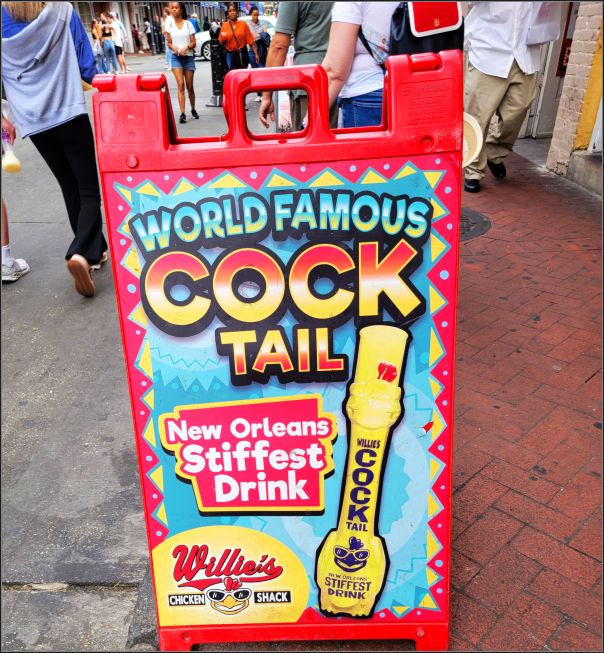 WORLD FAMOUS
COCK
TAIL
New Orleans
Stiffest
Drink
WILLIE'S
COCK
TAIL
NEW ORLEANS'
STIFFEST
DRINK
Willie's
CHICKEN SHACK